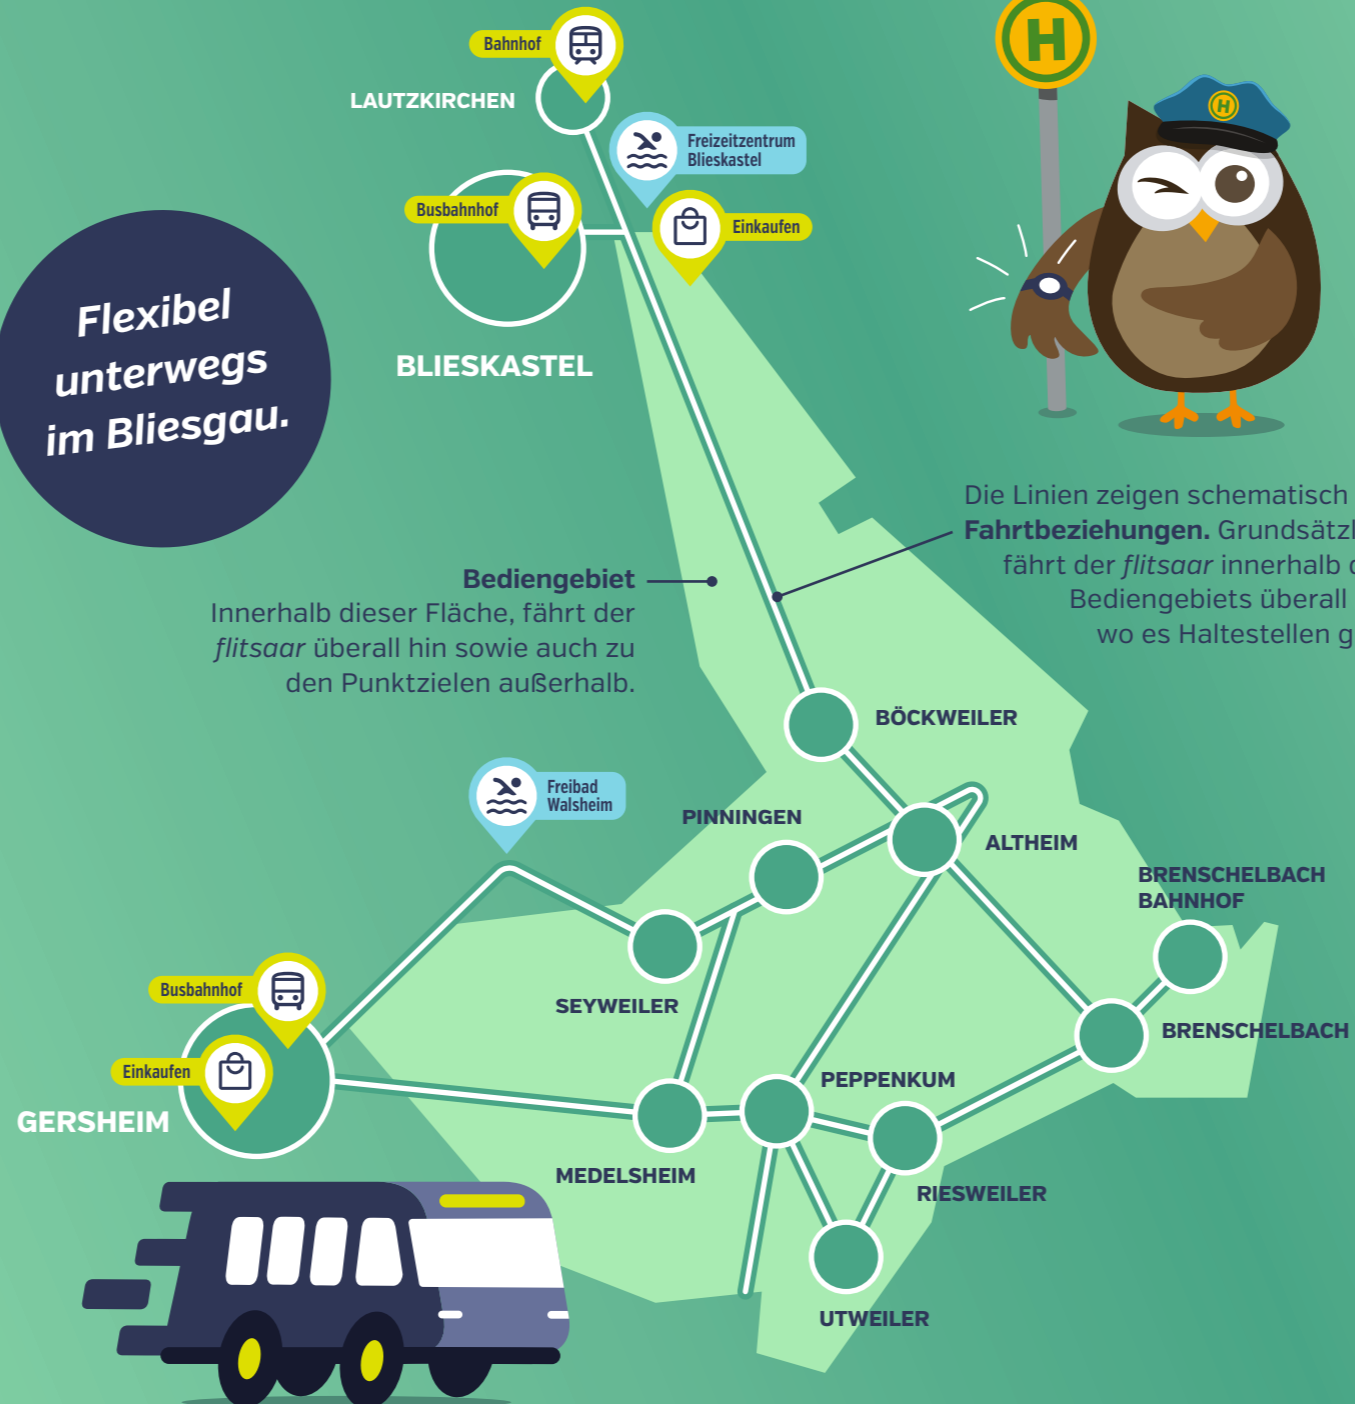 Bahnhof
H
H
LAUTZKIRCHEN
Freizeitzentrum
Blieskastel
Busbahnhof
Einkaufen
Flexibel
unterwegs
im Bliesgau.
BLIESKASTEL
Die Linien zeigen schematisch
Fahrtbeziehungen.
fährt der flitsaar innerhalb
Bediengebiets überall
wo es Haltestellen
Bediengebiet
Innerhalb dieser Fläche, fährt der
flitsaar überall hin sowie auch zu
den Punktzielen außerhalb.
BÖCKWEILER
Freibad
Walsheim
PINNINGEN
ALTHEIM
BRENSCHELBACH
BAHNHOF
Busbahnhof
SEYWEILER
BRENSCHELBACH
Einkaufen
PEPPENKUM
GERSHEIM
MEDELSHEIM
RIESWEILER
UTWEILER